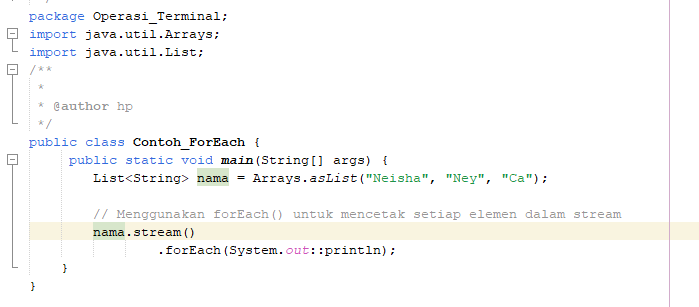 package Operasi_Terminal;
import java.util.Arrays;
import java.util.List;
/**
 *
 * @author hp
 */
public class Contoh_ForEach {
public static void main(String[] args) {
List<String> nama = Arrays.asList("Neisha", "Ney", "Ca");
// Menggunakan forEach() untuk mencetak setiap elemen dalam stream
nama.stream()
.forEach(System.out::println);
}
}